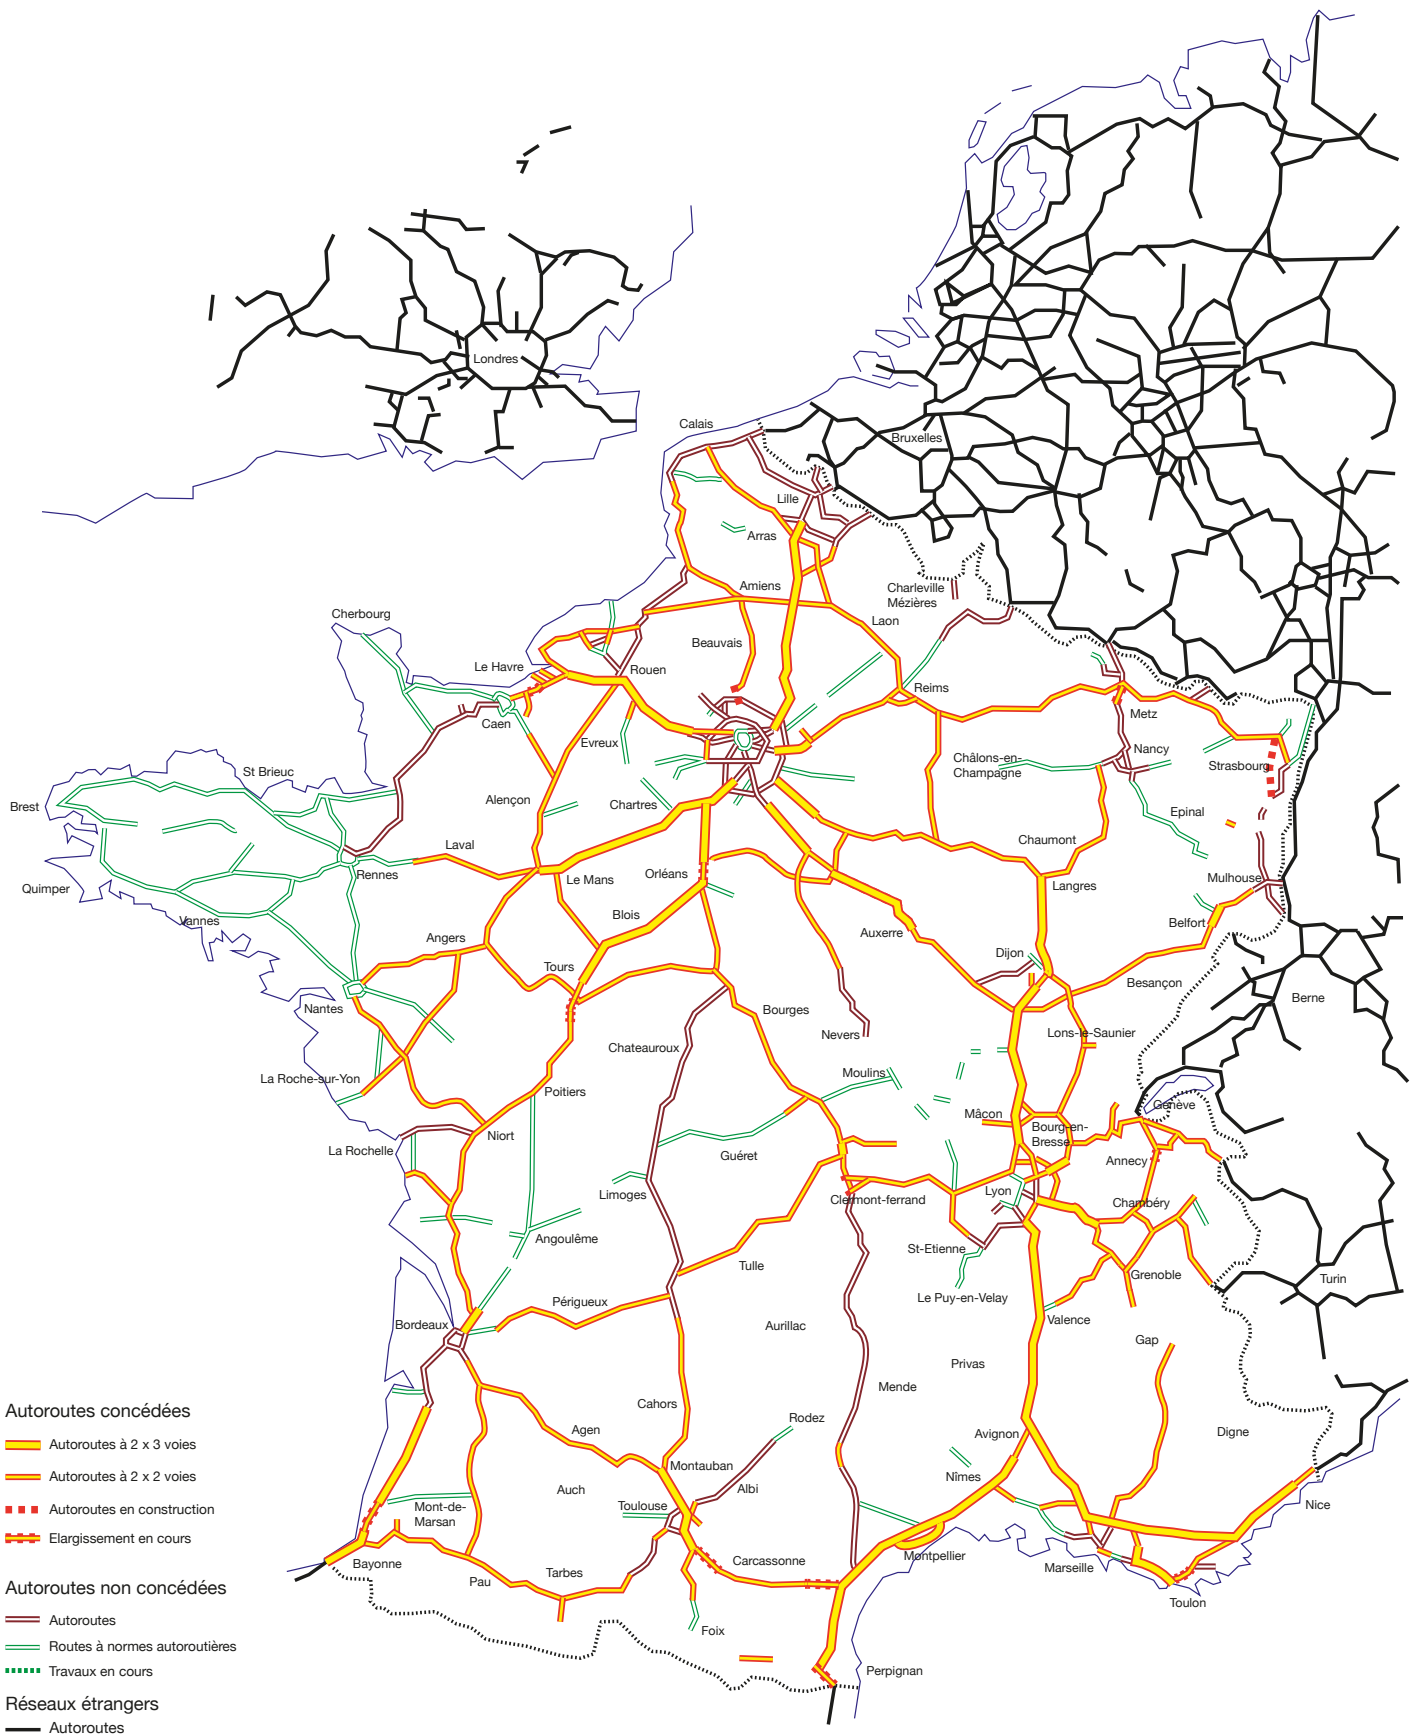 Londres
Calais
Bruxelles
Lille
Arras
Amiens
Charleville
Mézières
Cherbourg
Laon
Beauvais
Le Havre
Rouen
Reims
Caen
Metz
Evreux
Nancy
Châlons-en-
Champagne
Strasbourg
St Brieuc
Brest
Alençon
Chartres
Epinal
Laval
Chaumont
Rennes
Le Mans
Orléans
Mulhouse
Quimper
Langres
Vannes
Blois
Belfort
Angers
Auxerre
Dijon
Tours
Besançon
Nantes
Bourges
Berne
Nevers
Lons-le-Saunier
Chateauroux
Moulins
La Roche-sur-Yon
Poitiers
Mâcon
Genève
Niort
Bourg-en-
Bresse
La Rochelle
Guéret
Annecy
Limoges
Lyon
Clermont-ferrand
Chambéry
Angoulême
St-Etienne
Tulle
Grenoble
Turin
Périgueux
Le Puy-en-Velay
Bordeaux
Aurillac
Valence
Gap
Privas
Mende
Cahors
Rodez
Agen
Avignon
Digne
Montauban
Nîmes
Auch
Albi
Mont-de-
Marsan
Toulouse
Nice
Bayonne
Carcassonne
Montpellier
Marseille
Pau
Tarbes
Toulon
Foix
Perpignan
Autoroutes concédées
Autoroutes à 2 x 3 voies
Autoroutes à 2 x 2 voies
Autoroutes en construction
Elargissement en cours
Autoroutes non concédées
Autoroutes
Routes à normes autoroutières
Travaux en cours
Réseaux étrangers
Autoroutes